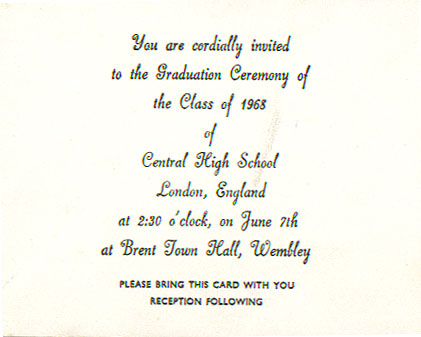 You are cordially invited
to the Graduation Ceremony of
the Class of 1968
of
Central High School
London, England
at 2:30 o'clock, on June 7th
at Brent Town Hall, Wembley
PLEASE BRING THIS CARD WITH YOU
RECEPTION FOLLOWING